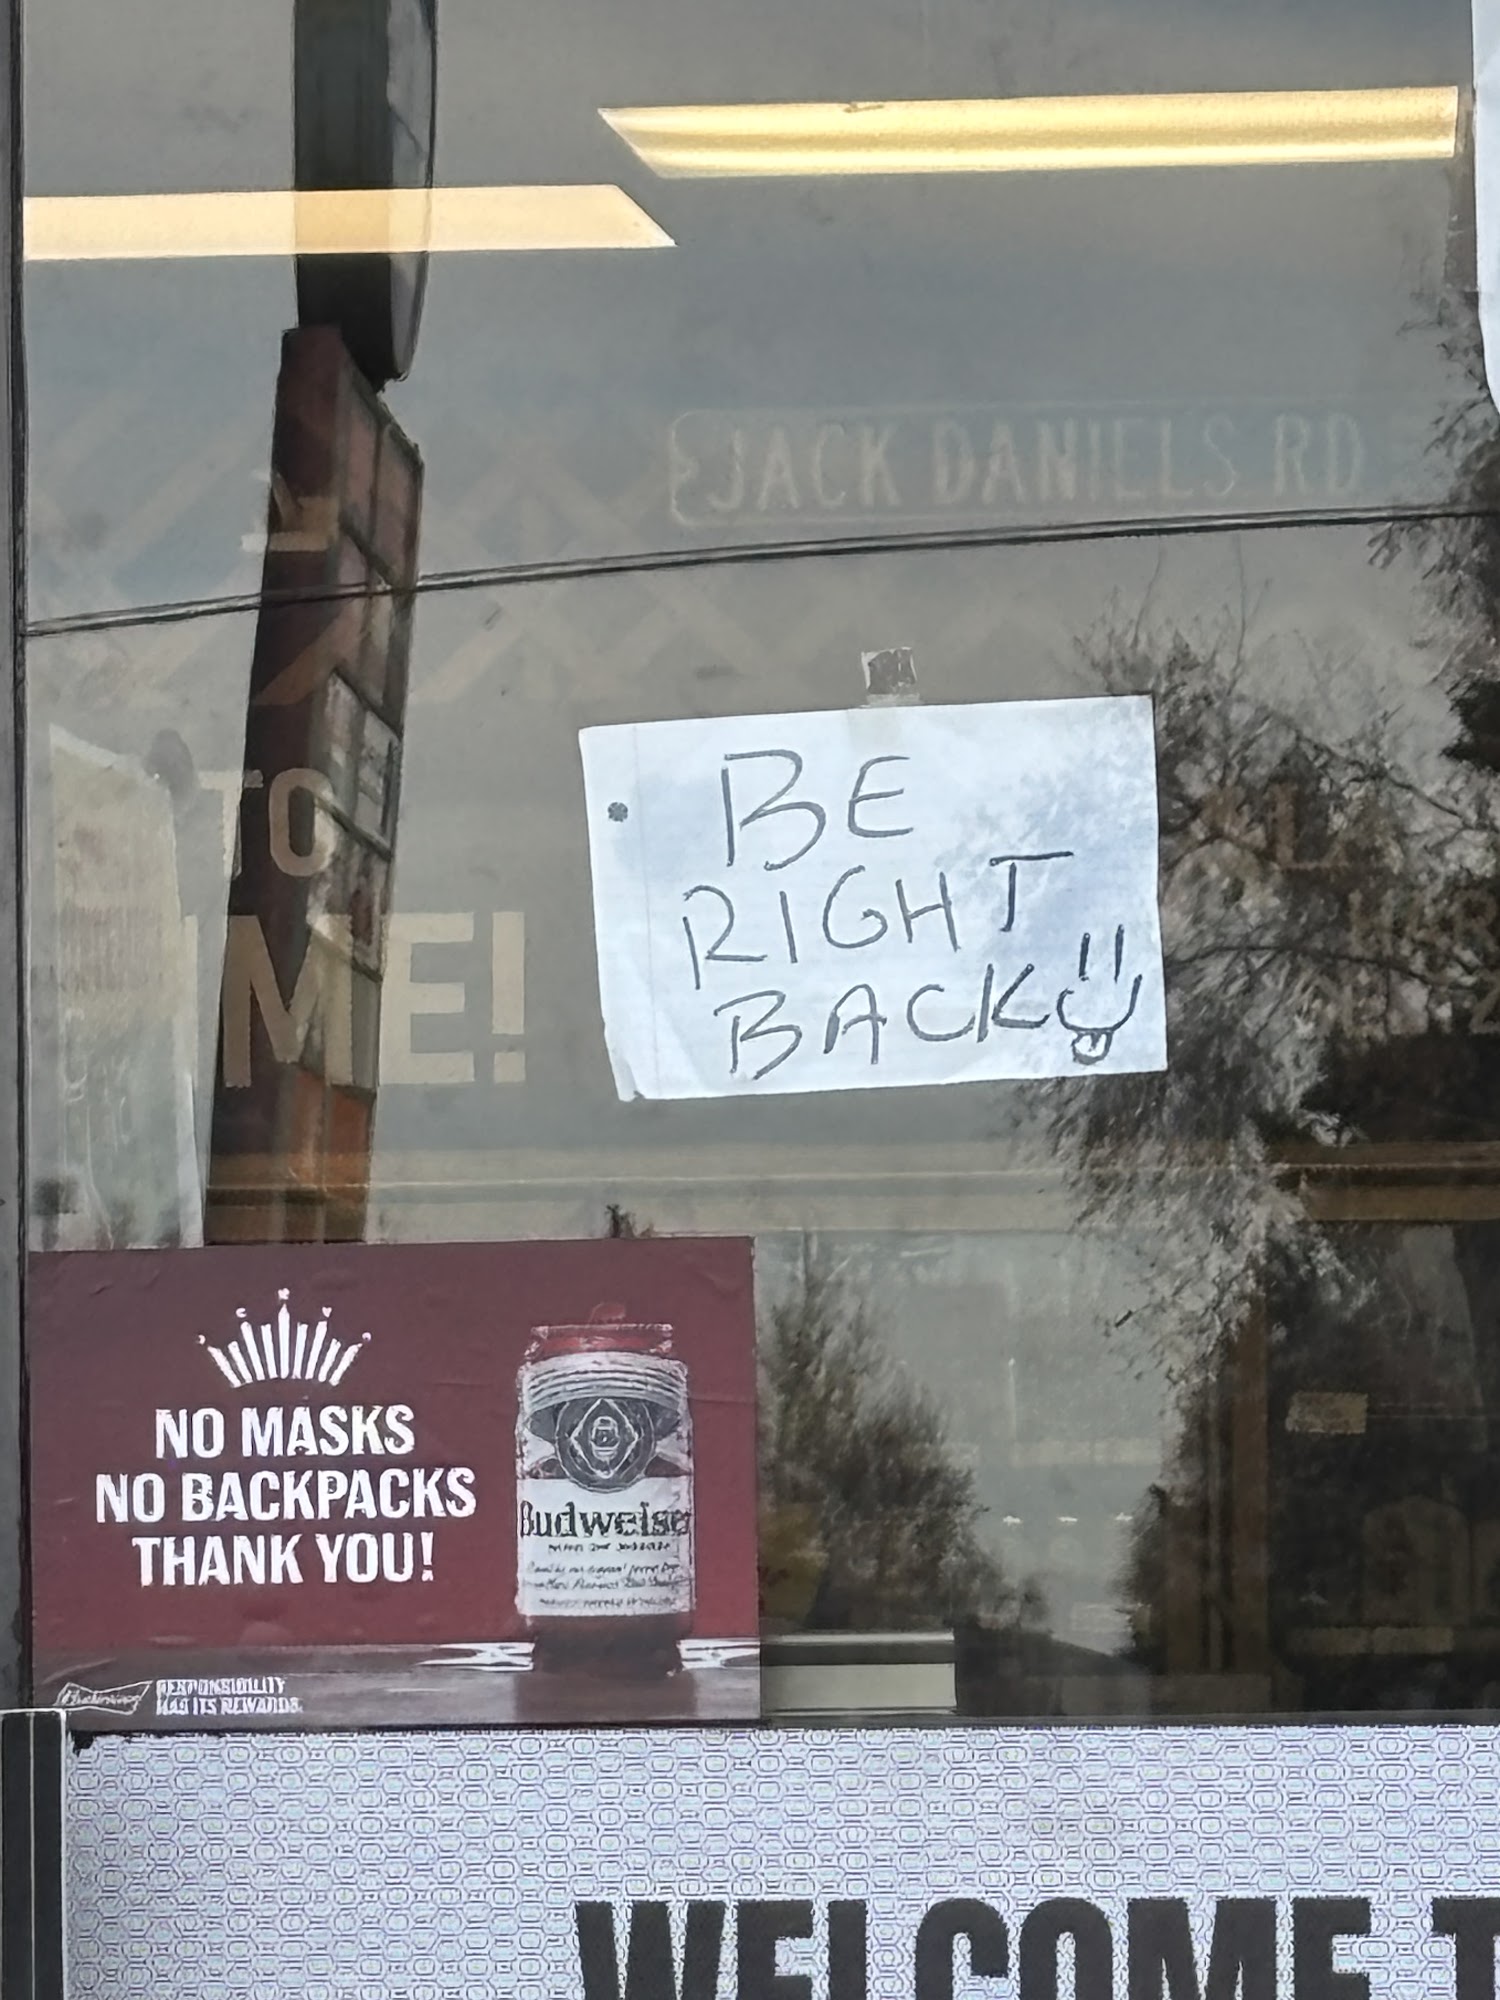 JACK DANIELS RD
BE
RIGHT
BACK
TO
ME!
NO MASKS
NO BACKPACKS
THANK YOU!
Budweiser
Budweiser
RESPONSIBILITY
HAS ITS REWARDS.
WELCOME T